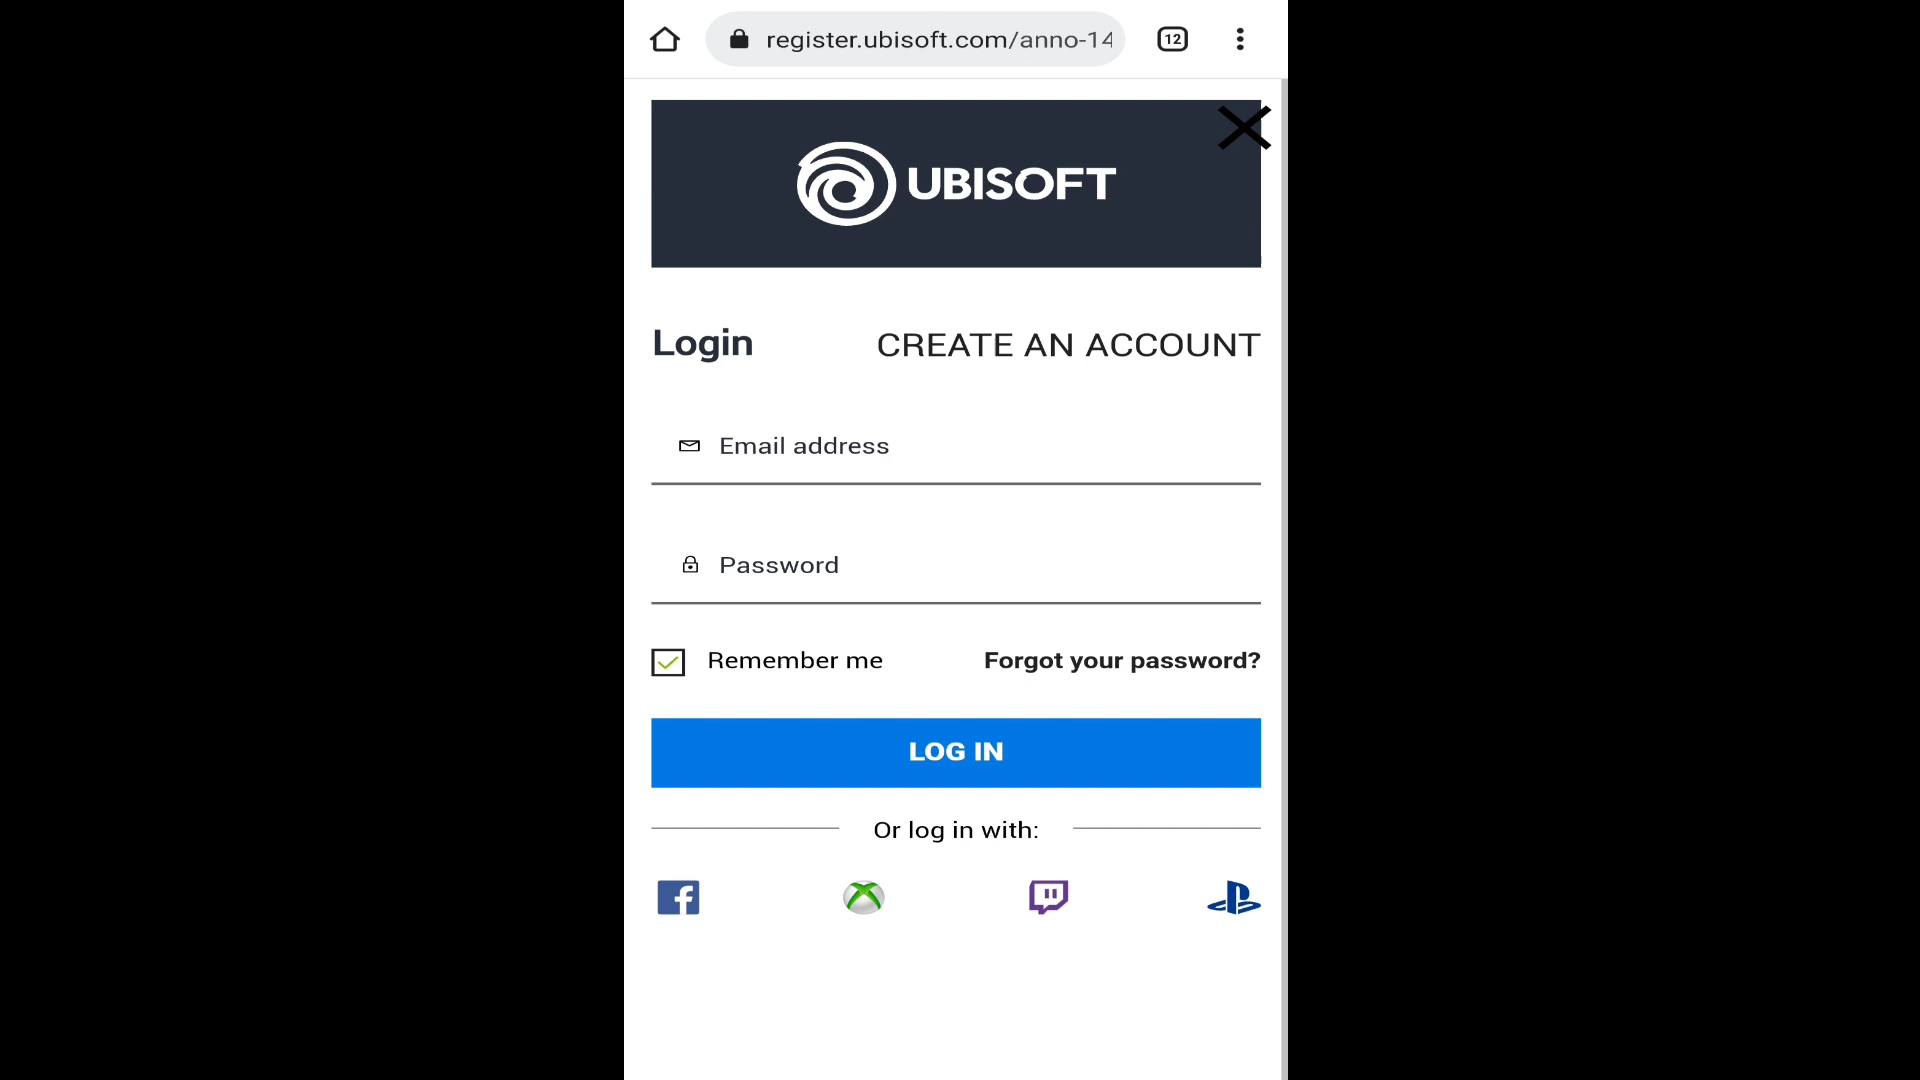 register.ubisoft.com/anno-14
12
UBISOFT
Login
CREATE AN ACCOUNT
Email address
Password
Remember me
Forgot your password?
LOG IN
Or log in with: